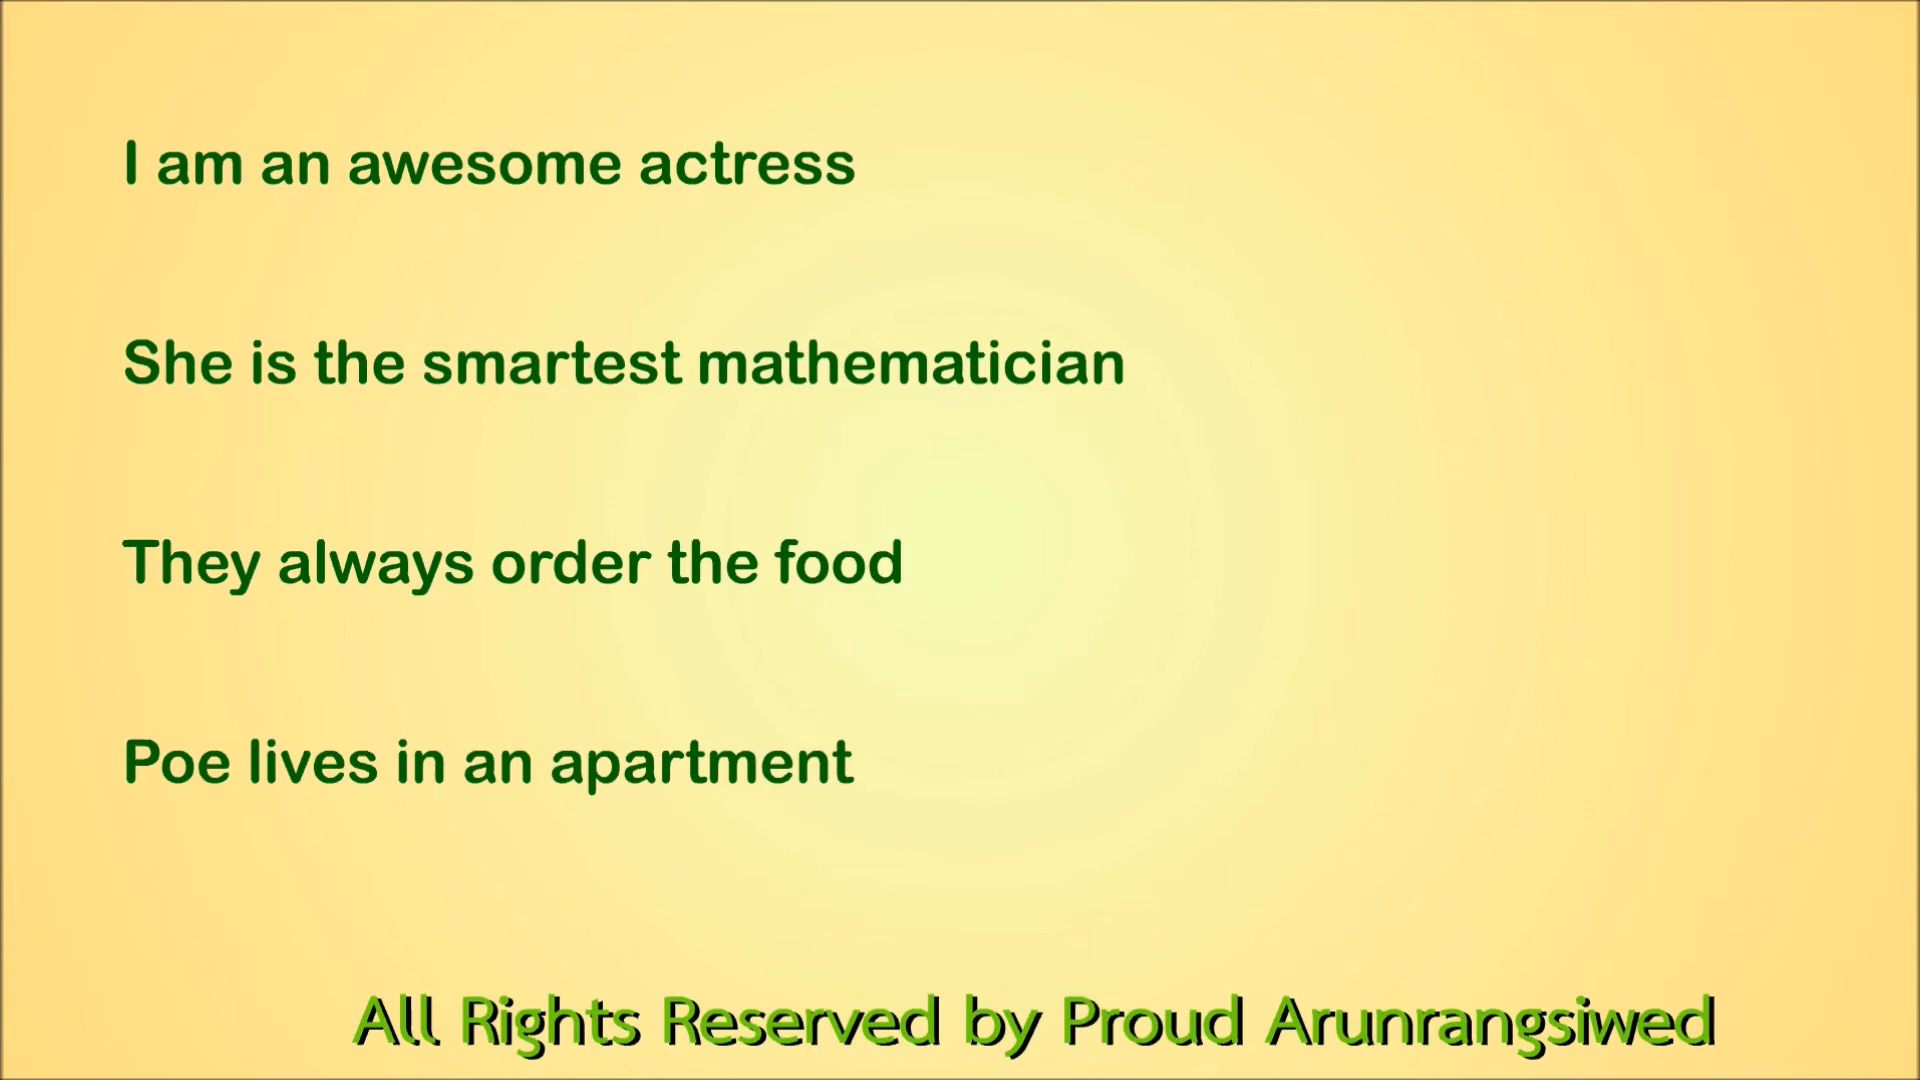 I am an awesome actress
She is the smartest mathematician
They always order the food
Poe lives in an apartment
All Rights Reserved by Proud Arunrangsiwed